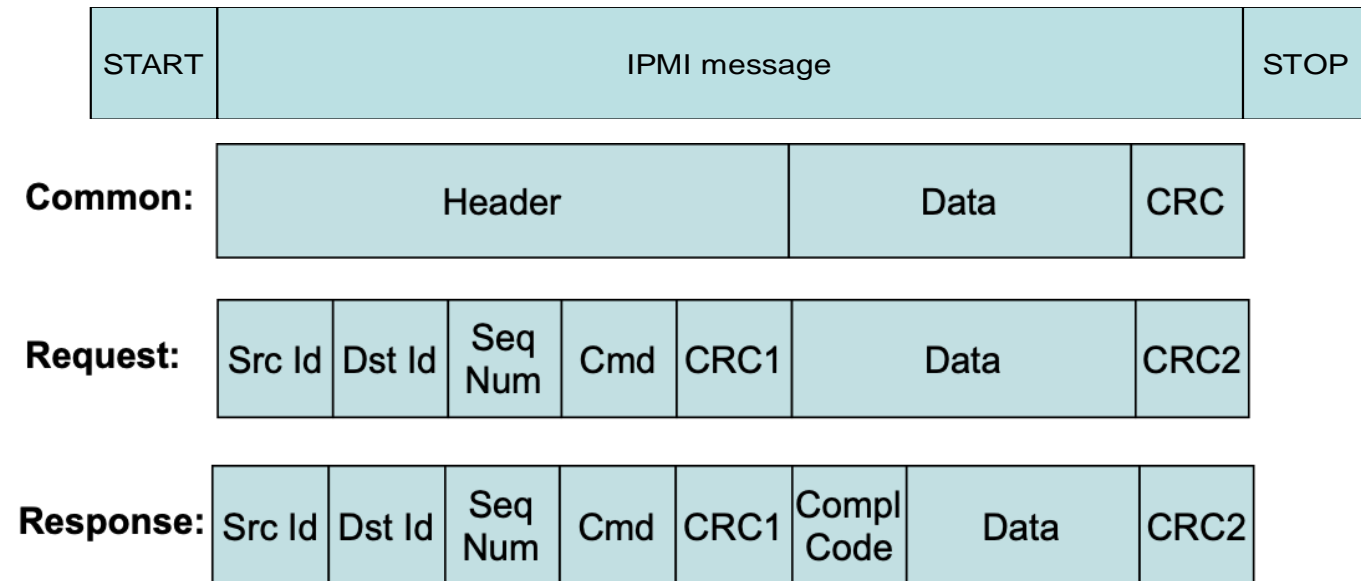 START IPMI message STOP
Common: Header Data CRC
Request: Src Id Dst Id Seq Num Cmd CRC1 Data CRC2
Response: Src Id Dst Id Seq Num Cmd CRC1 Compl Code Data CRC2